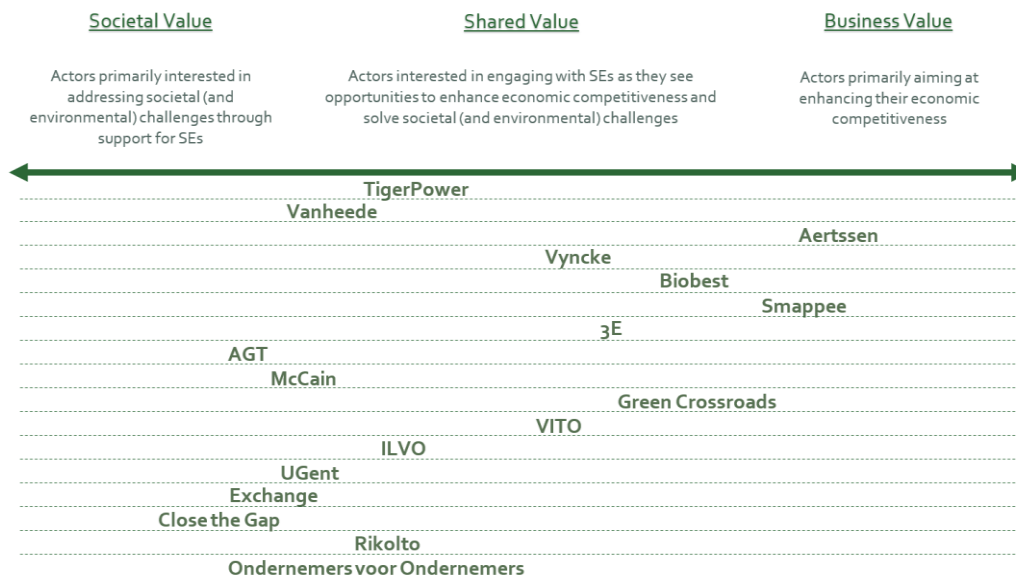 Societal Value
Shared Value
Business Value
Actors primarily interested in
addressing societal (and
environmental) challenges through
support for SEs
Actors interested in engaging with SEs as they see
opportunities to enhance economic competitiveness and
solve societal (and environmental) challenges
Actors primarily aiming at
enhancing their economic
competitiveness
TigerPower
Vanheede
Aertssen
Vyncke
Biobest
Smappee
3E
AGT
McCain
Green Crossroads
VITO
ILVO
UGent
Exchange
Close the Gap
Rikolto
Ondernemers voor Ondernemers